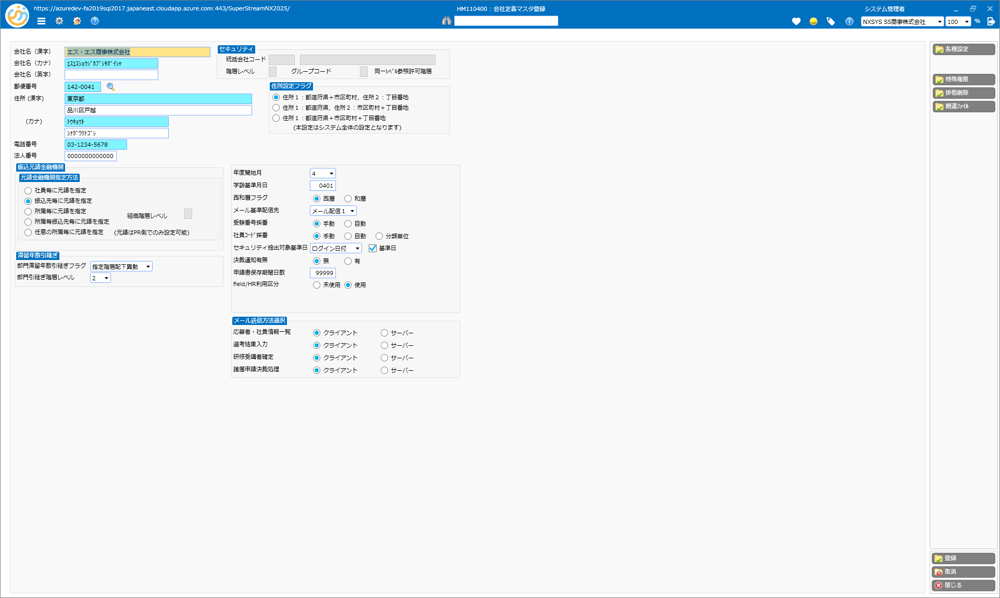 https://azuredev-fa2019sql2017.japaneast.cloudapp.azure.com:443/SuperStreamNX2025/
HM110400：会社定義マスタ登録
システム管理者
NXSYS SS商事株式会社
100
%
会社名（漢字）
エス・エス商事株式会社
会社名（カナ）
ｴｽｴｽｼｮｳｼﾞｶﾌﾞｼｷｶﾞｲｼｬ
会社名（英字）
郵便番号
142-0041
住所 (漢字)
東京都
品川区戸越
（カナ）
ﾄｳｷｮｳﾄ
ｼﾅｶﾞﾜｸﾄｺﾞｼ
電話番号
03-1234-5678
法人番号
0000000000000
セキュリティ
統括会社コード
階層レベル
グループコード
同一ﾚﾍﾞﾙ参照許可階層
住所設定フラグ
住所１：都道府県＋市区町村，住所２：丁目番地
住所１：都道府県，住所２：市区町村＋丁目番地
住所１：都道府県＋市区町村＋丁目番地
(本設定はシステム全体の設定となります)
振込元請金融機関
元請金融機関指定方法
社員毎に元請を指定
振込先毎に元請を指定
所属毎に元請を指定
組織階層レベル
所属毎振込先毎に元請を指定
任意の所属毎に元請を指定
(元請はPR側でのみ設定可能)
滞留年数引継ぎ
部門滞留年数引継ぎフラグ
指定階層配下異動
部門引継ぎ階層レベル
2
年度開始月
4
学齢基準月日
0401
西和暦フラグ
西暦
和暦
メール基準配信先
メール配信１
受験番号採番
手動
自動
社員ｺｰﾄﾞ採番
手動
自動
分類単位
セキュリティ抽出対象基準日
ログイン日付
基準日
決裁通知有無
無
有
申請書保存期間日数
99999
field/HR利用区分
未使用
使用
メール送信方法選択
応募者・社員情報一覧
クライアント
サーバー
選考結果入力
クライアント
サーバー
研修受講者確定
クライアント
サーバー
諸届申請決裁処理
クライアント
サーバー
各種設定
特殊権限
排他削除
関連ﾌｧｲﾙ
登録
取消
閉じる